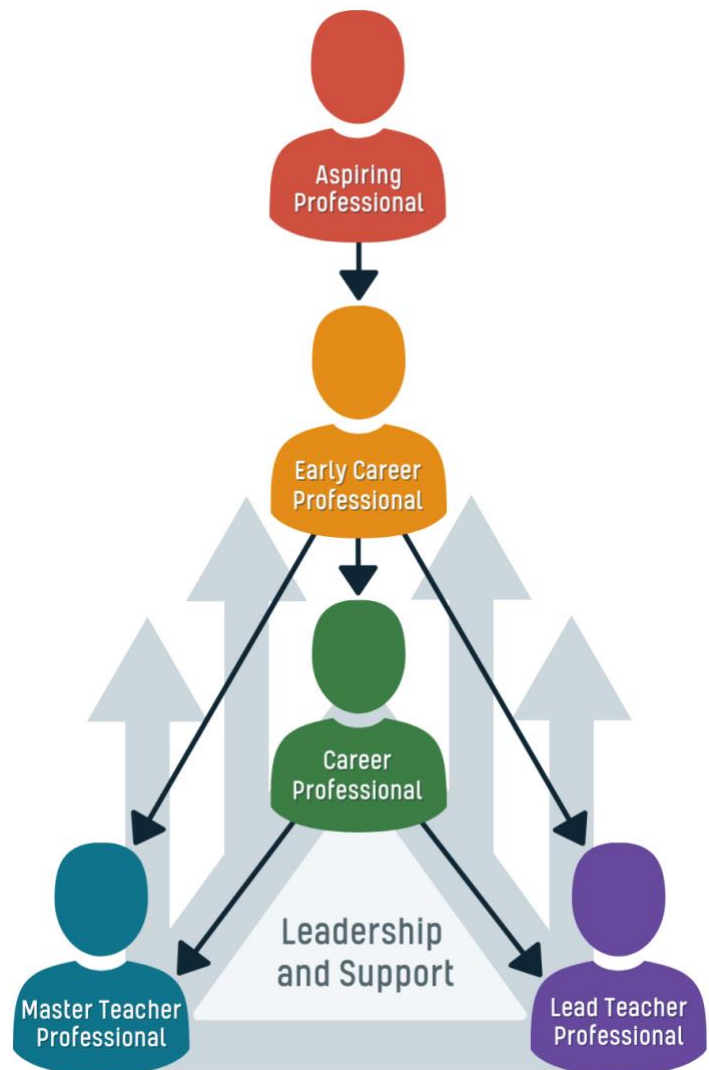 Aspiring
Professional
Early Career
Professional
Career
Professional
Leadership
and Support
Master Teacher
Professional
Lead Teacher
Professional